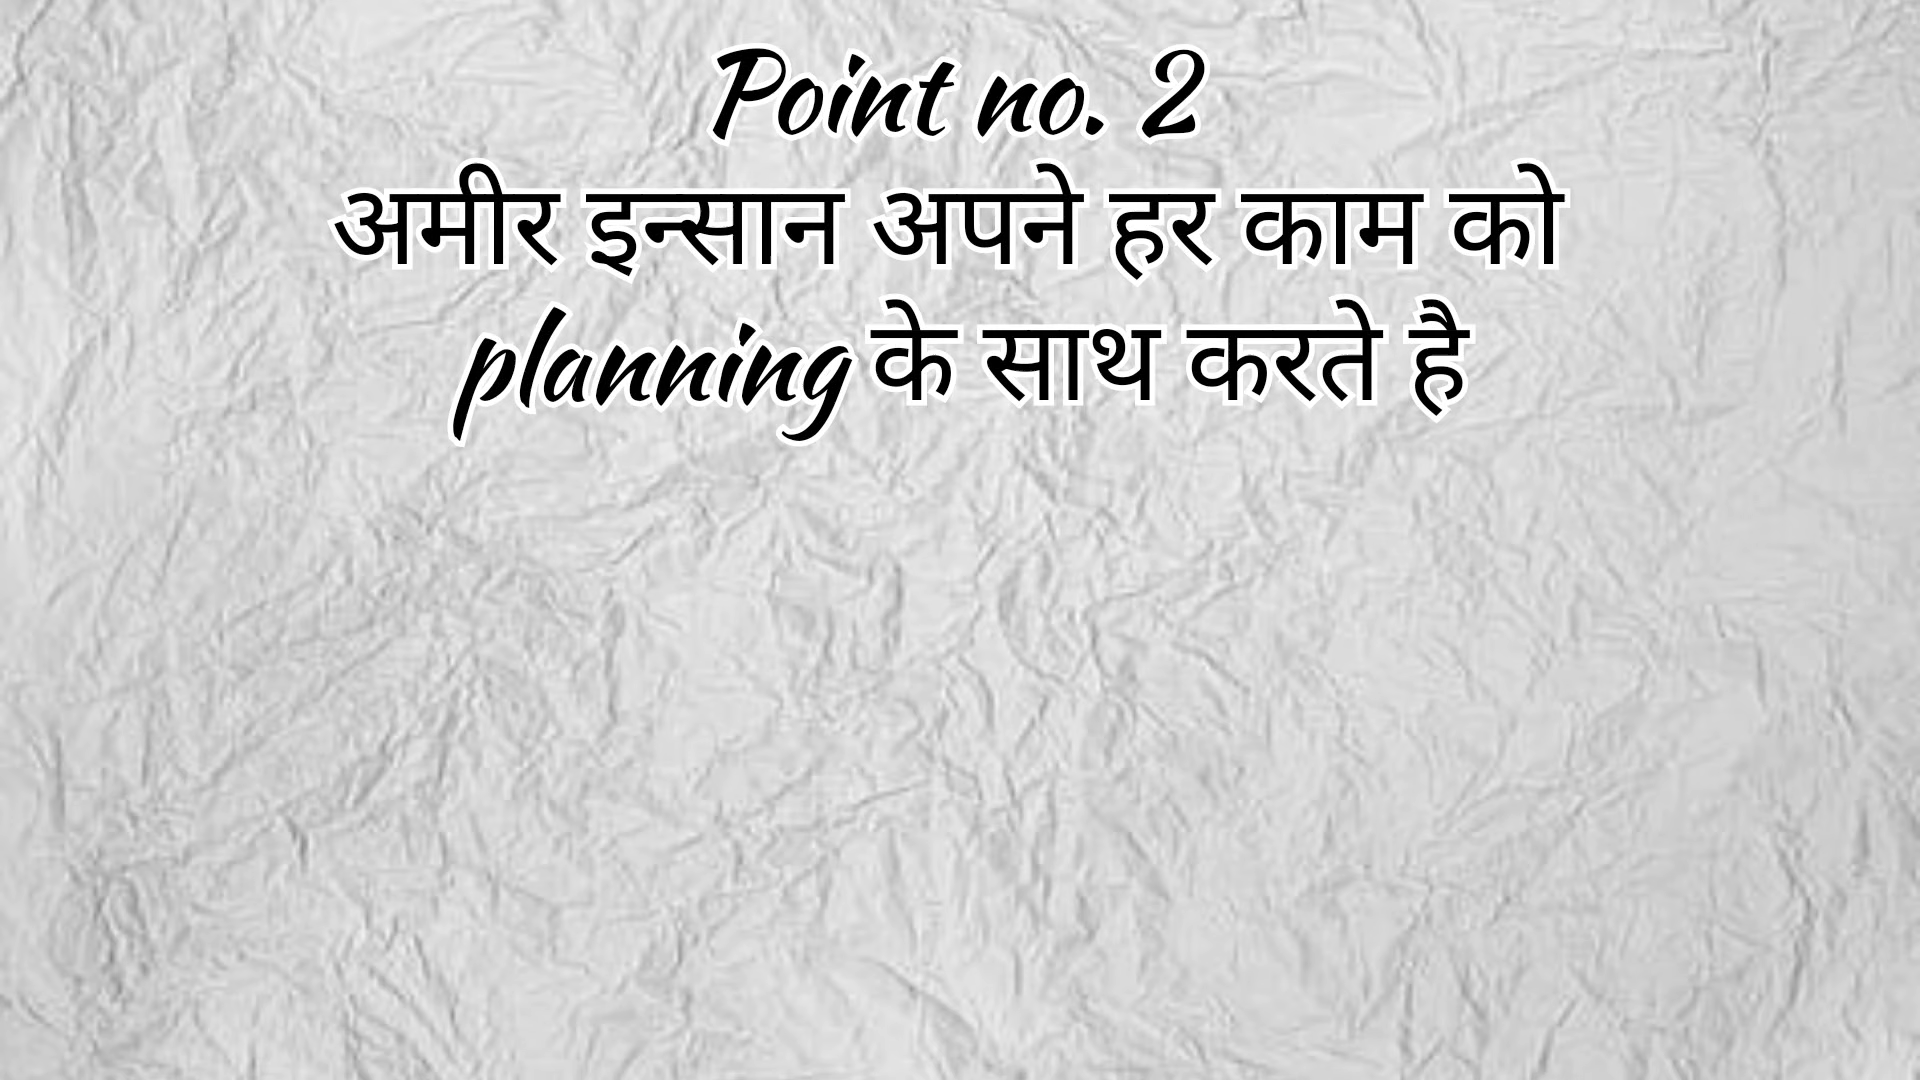 Point no. 2
अमीर इन्सान अपने हर काम को
planning के साथ करते है